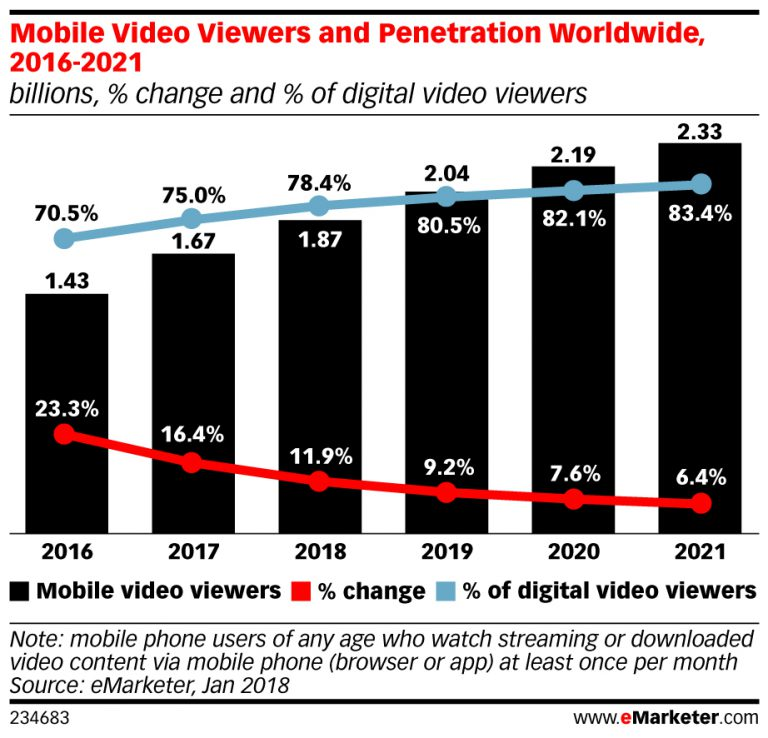 Mobile Video Viewers and Penetration Worldwide,
2016-2021
billions, % change and % of digital video viewers
70.5% 75.0% 78.4% 2.04 2.19 2.33
1.43 1.67 1.87 80.5% 82.1% 83.4%
23.3% 16.4% 11.9% 9.2% 7.6% 6.4%
2016 2017 2018 2019 2020 2021
Mobile video viewers % change % of digital video viewers
Note: mobile phone users of any age who watch streaming or downloaded
video content via mobile phone (browser or app) at least once per month
Source: eMarketer, Jan 2018
234683 www.eMarketer.com